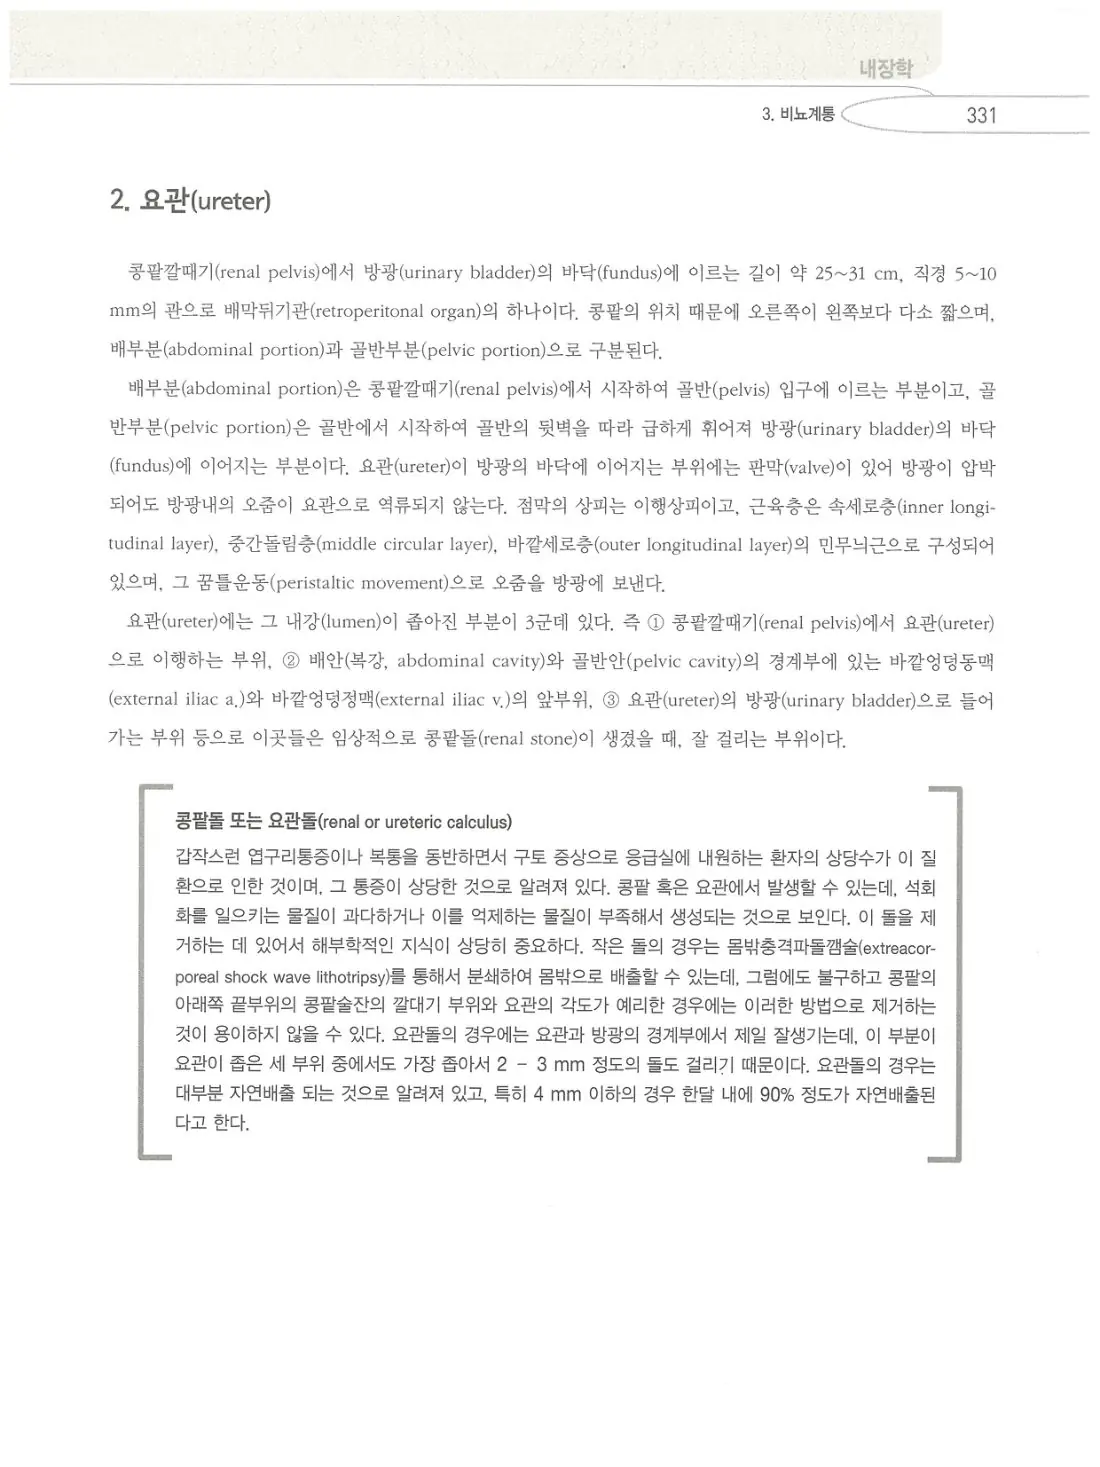 내장학
3. 비뇨계통
331
2. 요관(ureter)
콩팥깔때기(renal pelvis)에서 방광(urinary bladder)의 바닥(fundus)에 이르는 길이 약 25~31 cm, 직경 5~10
mm의 관으로 배막뒤기관(retroperitonal organ)의 하나이다. 콩팥의 위치 때문에 오른쪽이 왼쪽보다 다소 짧으며,
배부분(abdominal portion)과 골반부분(pelvic portion)으로 구분된다.
배부분(abdominal portion)은 콩팥깔때기(renal pelvis)에서 시작하여 골반(pelvis) 입구에 이르는 부분이고, 골
반부분(pelvic portion)은 골반에서 시작하여 골반의 뒷벽을 따라 급하게 휘어져 방광(urinary bladder)의 바닥
(fundus)에 이어지는 부분이다. 요관(ureter)이 방광의 바닥에 이어지는 부위에는 판막(valve)이 있어 방광이 압박
되어도 방광내의 오줌이 요관으로 역류되지 않는다. 점막의 상피는 이행상피이고, 근육층은 속세로층(inner longi-
tudinal layer), 중간돌림층(middle circular layer), 바깥세로층(outer longitudinal layer)의 민무늬근으로 구성되어
있으며, 그 꿈틀운동(peristaltic movement)으로 오줌을 방광에 보낸다.
요관(ureter)에는 그 내강(lumen)이 좁아진 부분이 3군데 있다. 즉 ① 콩팥깔때기(renal pelvis)에서 요관(ureter)
으로 이행하는 부위, ② 배안(복강, abdominal cavity)와 골반안(pelvic cavity)의 경계부에 있는 바깥엉덩동맥
(external iliac a.)와 바깥엉덩정맥(external iliac v.)의 앞부위, ③ 요관(ureter)의 방광(urinary bladder)으로 들어
가는 부위 등으로 이곳들은 임상적으로 콩팥돌(renal stone)이 생겼을 때, 잘 걸리는 부위이다.
콩팥돌 또는 요관돌(renal or ureteric calculus)
갑작스런 옆구리통증이나 복통을 동반하면서 구토 증상으로 응급실에 내원하는 환자의 상당수가 이 질
환으로 인한 것이며, 그 통증이 상당한 것으로 알려져 있다. 콩팥 혹은 요관에서 발생할 수 있는데, 석회
화를 일으키는 물질이 과다하거나 이를 억제하는 물질이 부족해서 생성되는 것으로 보인다. 이 돌을 제
거하는 데 있어서 해부학적인 지식이 상당히 중요하다. 작은 돌의 경우는 몸밖충격파돌깸술(extreacor-
poreal shock wave lithotripsy)를 통해서 분쇄하여 몸밖으로 배출할 수 있는데, 그럼에도 불구하고 콩팥의
아래쪽 끝부위의 콩팥술잔의 깔대기 부위와 요관의 각도가 예리한 경우에는 이러한 방법으로 제거하는
것이 용이하지 않을 수 있다. 요관돌의 경우에는 요관과 방광의 경계부에서 제일 잘생기는데, 이 부분이
요관이 좁은 세 부위 중에서도 가장 좁아서 2 - 3 mm 정도의 돌도 걸리기 때문이다. 요관돌의 경우는
대부분 자연배출 되는 것으로 알려져 있고, 특히 4 mm 이하의 경우 한달 내에 90% 정도가 자연배출된
다고 한다.